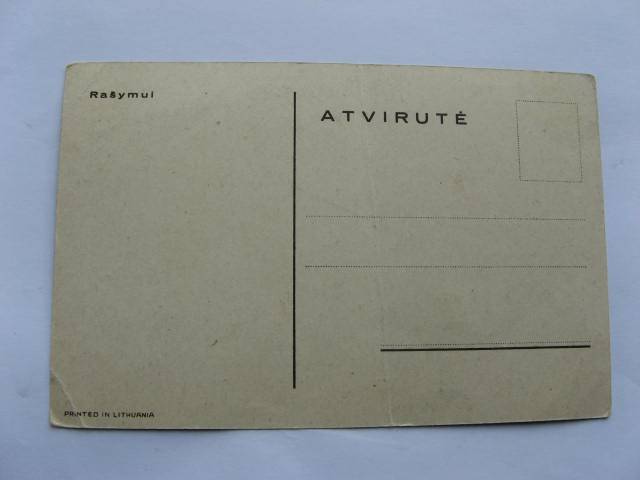 Rašymui
ATVIRUTĖ
PRINTED IN LITHUANIA